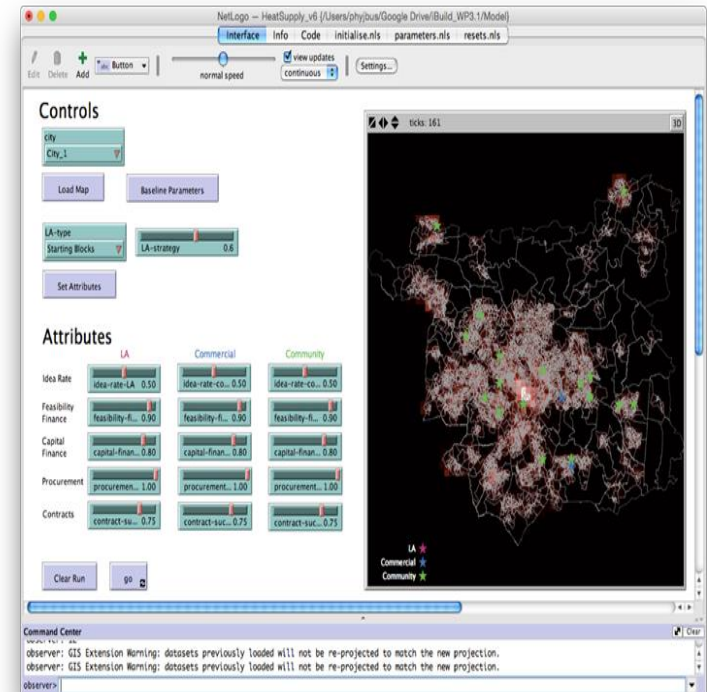 NetLogo — HeatSupply_v6 {/Users/phyjbus/Google Drive/iBuild_WP3.1/Model}
Interface Info Code initialise.nls parameters.nls resets.nls
Edit Delete Add Button normal speed view updates continuous Settings...
ticks: 161 3D
Controls
city
City_1
Load Map Baseline Parameters
LA-type
Starting Blocks
LA-strategy 0.6
Set Attributes
Attributes
LA Commercial Community
Idea Rate
idea-rate-LA 0.50 idea-rate-co... 0.50 idea-rate-co... 0.50
Feasibility
Finance
feasibility-fi... 0.90 feasibility-fi... 0.90 feasibility-fi... 0.90
Capital
Finance
capital-finan... 0.80 capital-finan... 0.80 capital-finan... 0.80
Procurement
procuremen... 1.00 procurement... 1.00 procurement... 1.00
Contracts
contract-su... 0.75 contract-suc... 0.75 contract-suc... 0.75
Clear Run go
LA
Commercial
Community
Command Center Clear
observer: GIS Extension Warning: datasets previously loaded will not be re-projected to match the new projection.
observer: GIS Extension Warning: datasets previously loaded will not be re-projected to match the new projection.
observer>